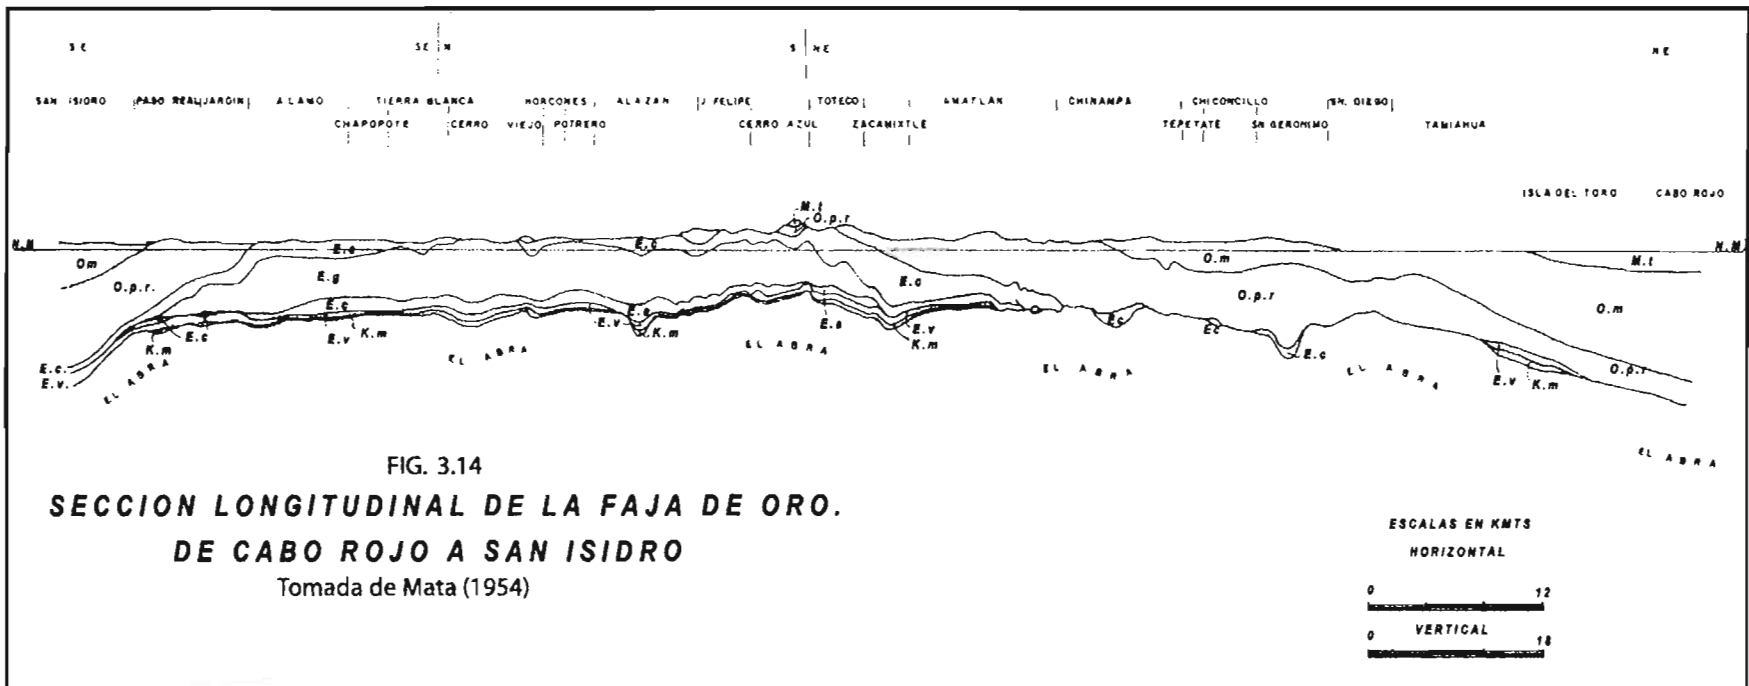 S E SE N S NE NE
SAN ISIDRO PASO REAL JARDIN ALAMO TIERRA BLANCA HORCONES ALAZAN J. FELIPE TOTECO AMATLAN CHINAMPA CHICONCILLO SN. DIEGO
CHAPOPOTE CERRO VIEJO POTRERO CERRO AZUL ZACAMIXTLE TEPETATE SN GERONIMO TAMIAHUA
ISLA DEL TORO CABO ROJO
M.t
O.p.r
N.M E.c N.M
Om O.m M.t
E.g E.c
O.p.r. O.p.r O.m
E.c
E.v K.m E.v K.m E.s E.v K.m Ec Ec
K.m E.c E.c E.v K.m
E.c. O.p.r
E.v.
EL ABRA EL ABRA EL ABRA EL ABRA EL ABRA
EL ABRA
FIG. 3.14
SECCION LONGITUDINAL DE LA FAJA DE ORO.
DE CABO ROJO A SAN ISIDRO
Tomada de Mata (1954)
ESCALAS EN KMTS
HORIZONTAL
0 12
VERTICAL
0 18